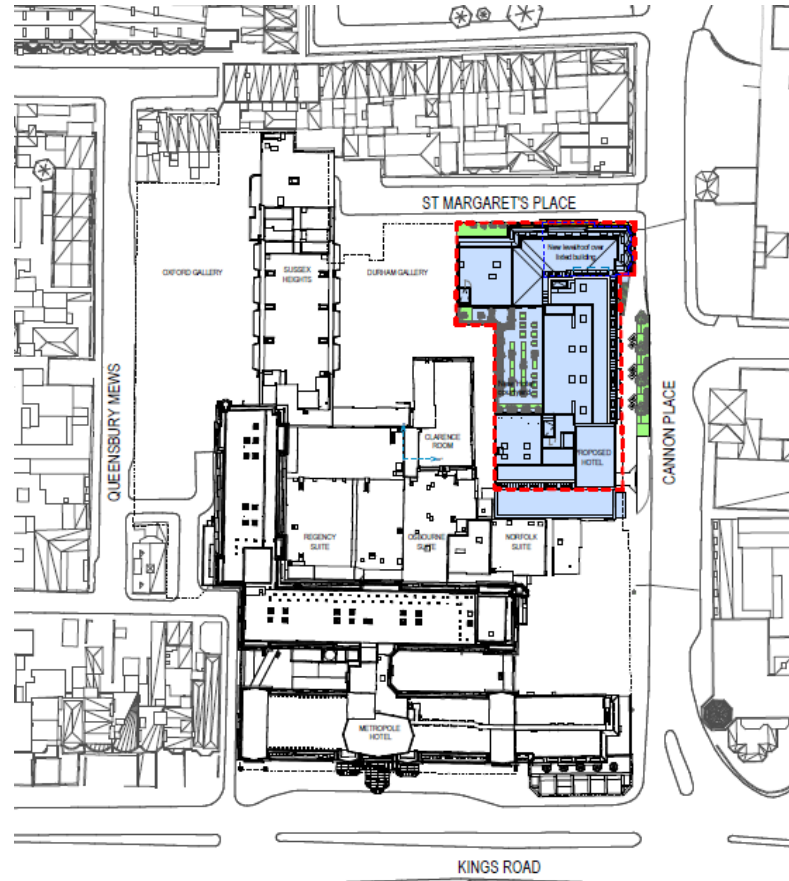 ST MARGARET'S PLACE
New level/roof over
listed building
OXFORD GALLERY
SUSSEX
HEIGHTS
DURHAM GALLERY
QUEENSBURY MEWS
CANNON PLACE
CLARENCE
ROOM
PROPOSED
HOTEL
REGENCY
SUITE
OSBOURNE
SUITE
NORFOLK
SUITE
METROPOLE
HOTEL
KINGS ROAD